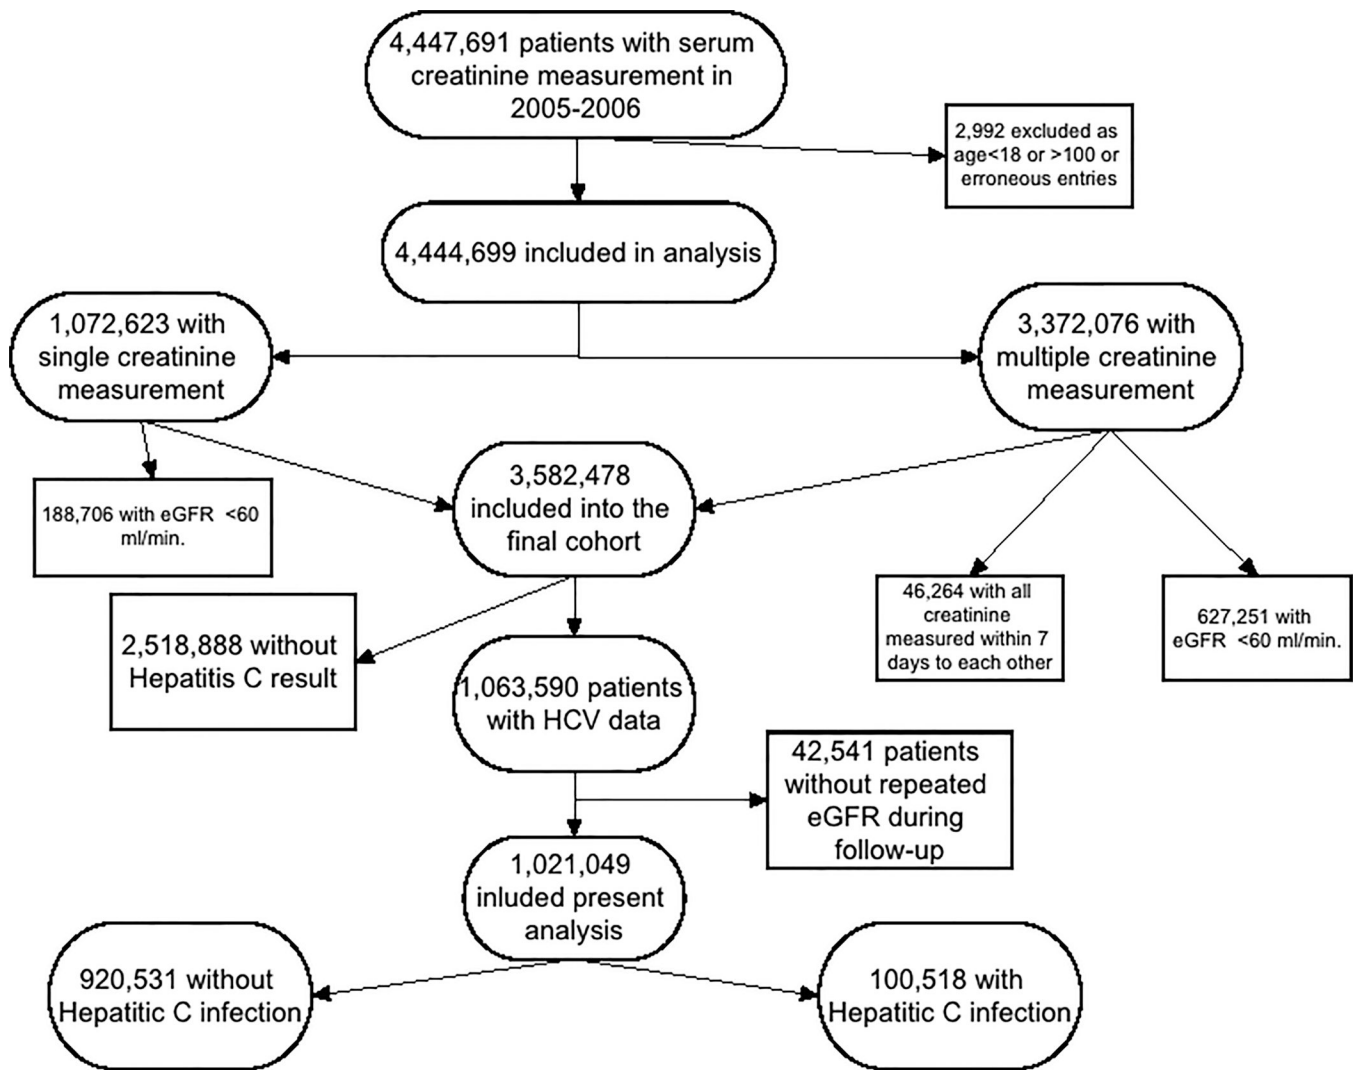 4,447,691 patients with serum
creatinine measurement in
2005-2006
2,992 excluded as
age<18 or >100 or
erroneous entries
4,444,699 included in analysis
1,072,623 with
single creatinine
measurement
3,372,076 with
multiple creatinine
measurement
188,706 with eGFR <60
ml/min.
3,582,478
included into the
final cohort
46,264 with all
creatinine
measured within 7
days to each other
627,251 with
eGFR <60 ml/min.
2,518,888 without
Hepatitis C result
1,063,590 patients
with HCV data
42,541 patients
without repeated
eGFR during
follow-up
1,021,049
inluded present
analysis
920,531 without
Hepatitic C infection
100,518 with
Hepatitic C infection